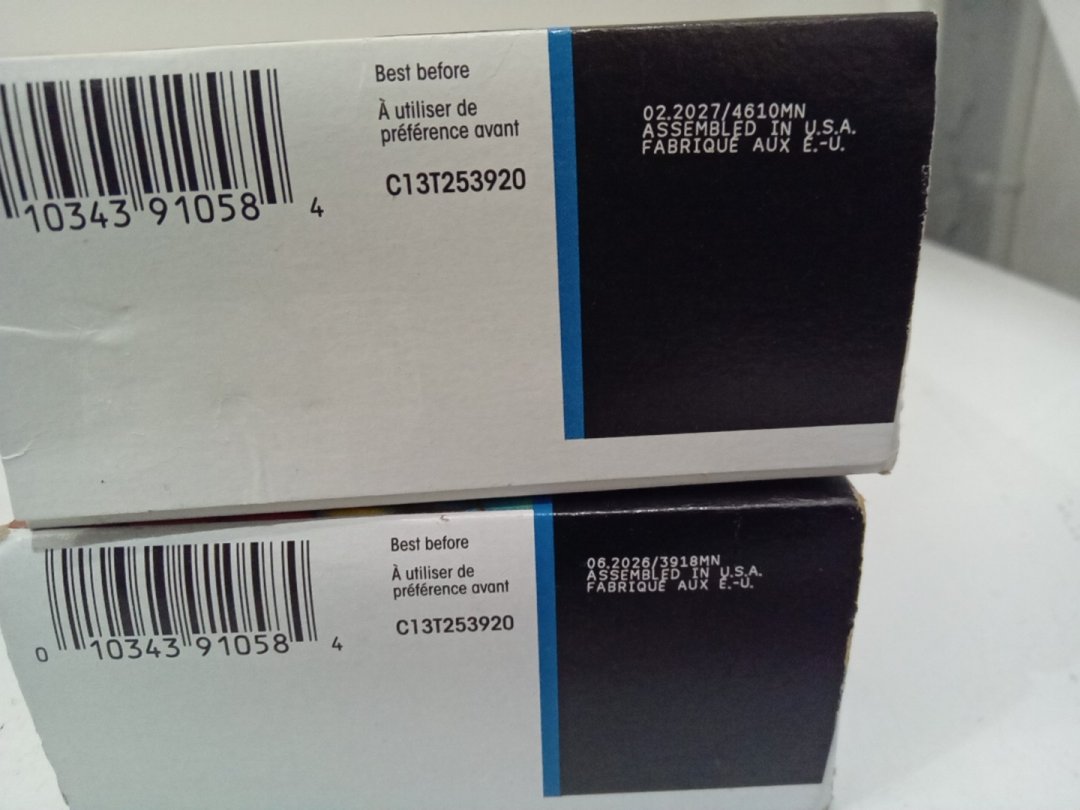 Best before
À utiliser de
préférence avant
C13T253920
10343 91058 4
02.2027/4610MN
ASSEMBLED IN U.S.A.
FABRIQUÉ AUX É.-U.
Best before
À utiliser de
préférence avant
C13T253920
0 10343 91058 4
06.2026/3918MN
ASSEMBLED IN U.S.A.
FABRIQUÉ AUX É.-U.